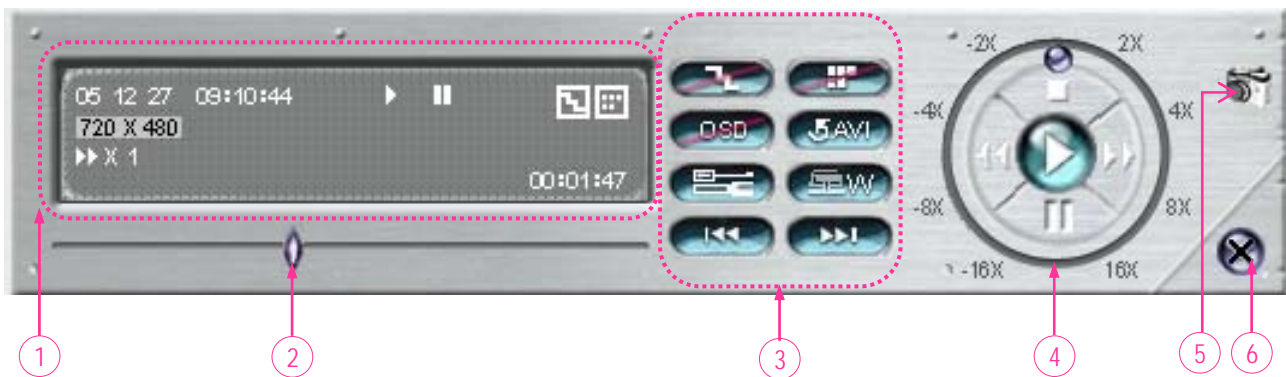 05 12 27 09:10:44
720 X 480
X 1
00:01:47
OSD
AVI
W
-2X 2X
-4X 4X
-8X 8X
-16X 16X
1 2 3 4 5 6